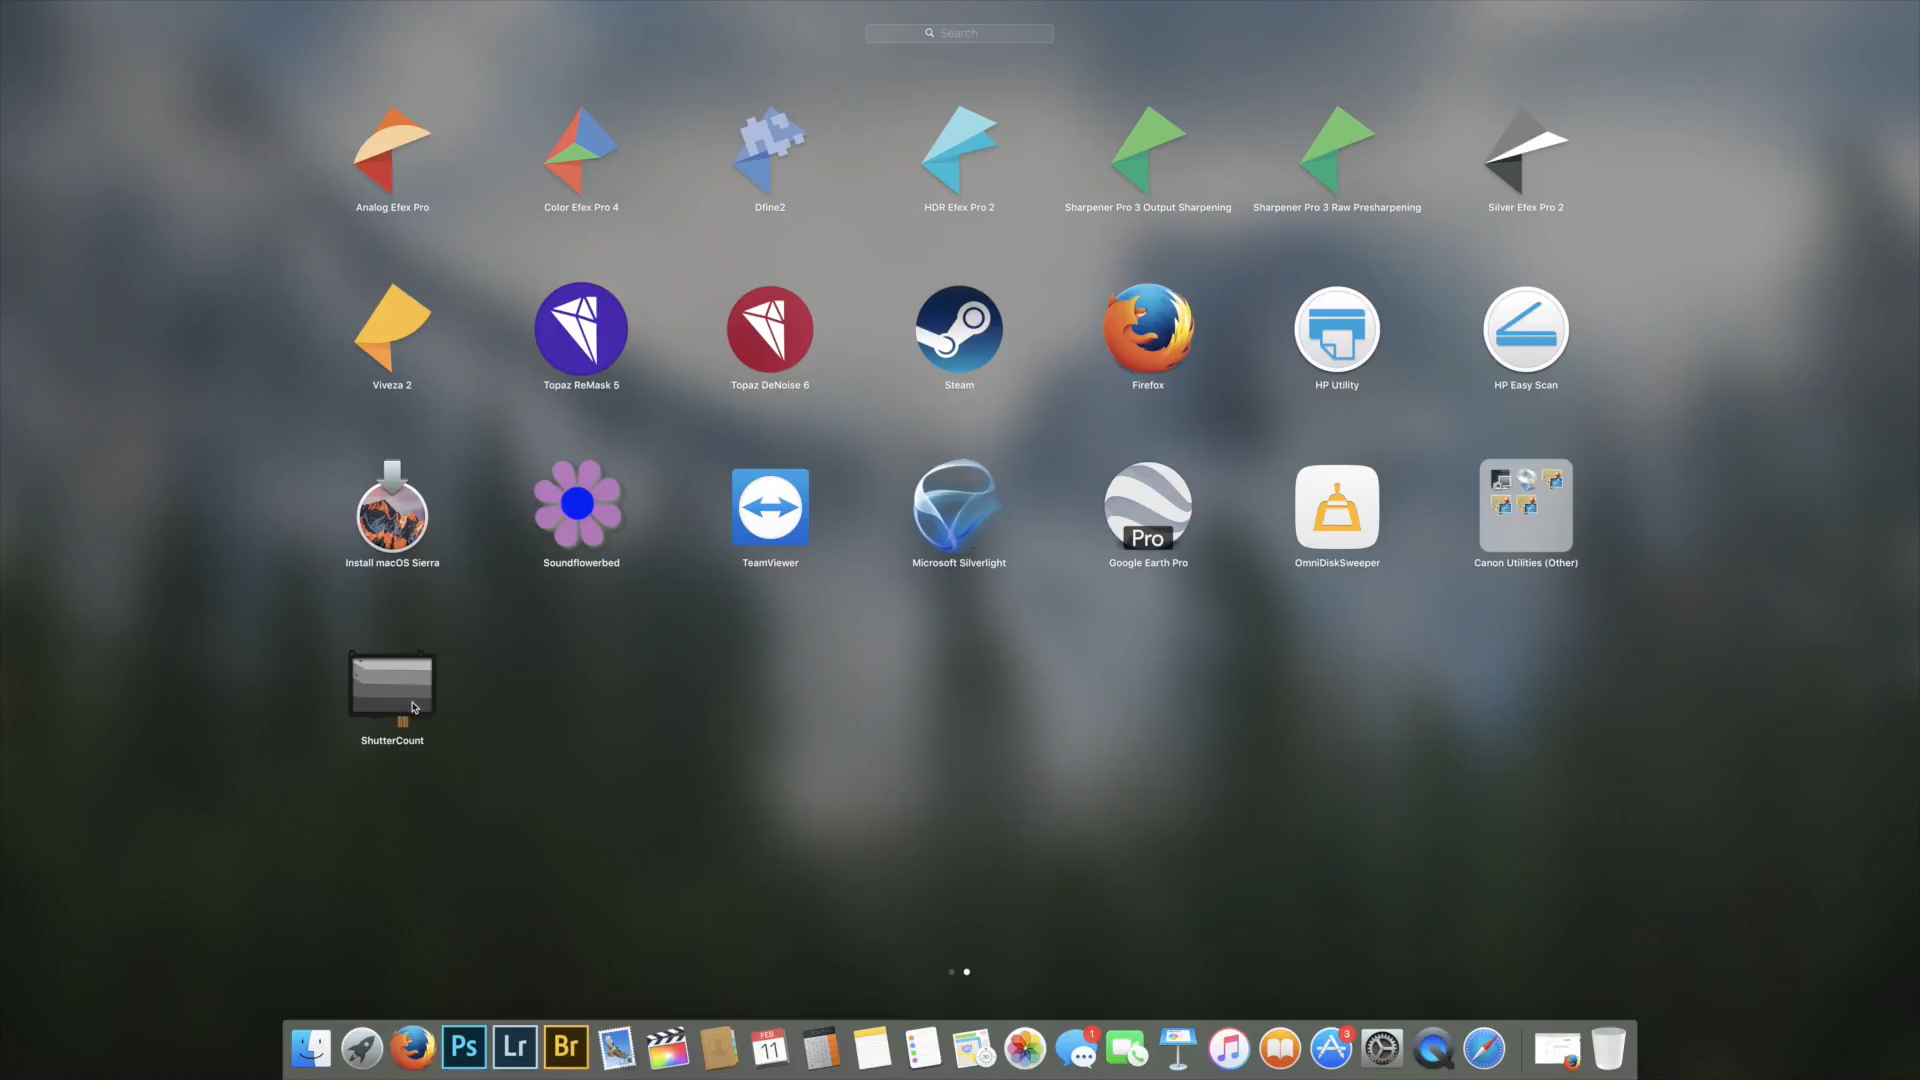 Search
Analog Efex Pro
Color Efex Pro 4
Dfine2
HDR Efex Pro 2
Sharpener Pro 3 Output Sharpening
Sharpener Pro 3 Raw Presharpening
Silver Efex Pro 2
Viveza 2
Topaz ReMask 5
Topaz DeNoise 6
Steam
Firefox
HP Utility
HP Easy Scan
Pro
Install macOS Sierra
Soundflowerbed
TeamViewer
Microsoft Silverlight
Google Earth Pro
OmniDiskSweeper
Canon Utilities (Other)
ShutterCount
Ps
Lr
Br
FEB
11
1
3